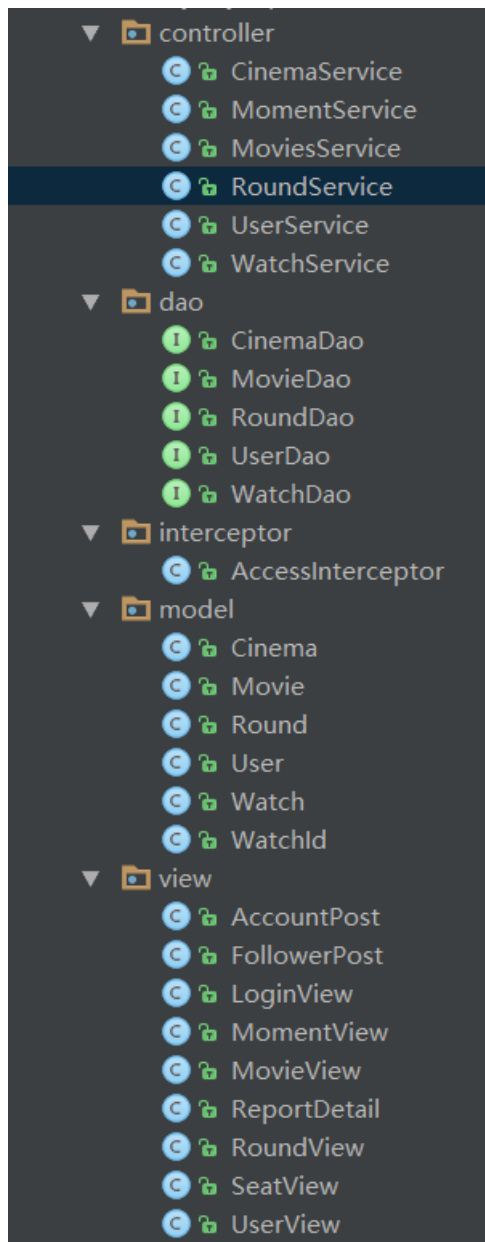 controller
CinemaService
MomentService
MoviesService
RoundService
UserService
WatchService
dao
CinemaDao
MovieDao
RoundDao
UserDao
WatchDao
interceptor
AccessInterceptor
model
Cinema
Movie
Round
User
Watch
WatchId
view
AccountPost
FollowerPost
LoginView
MomentView
MovieView
ReportDetail
RoundView
SeatView
UserView